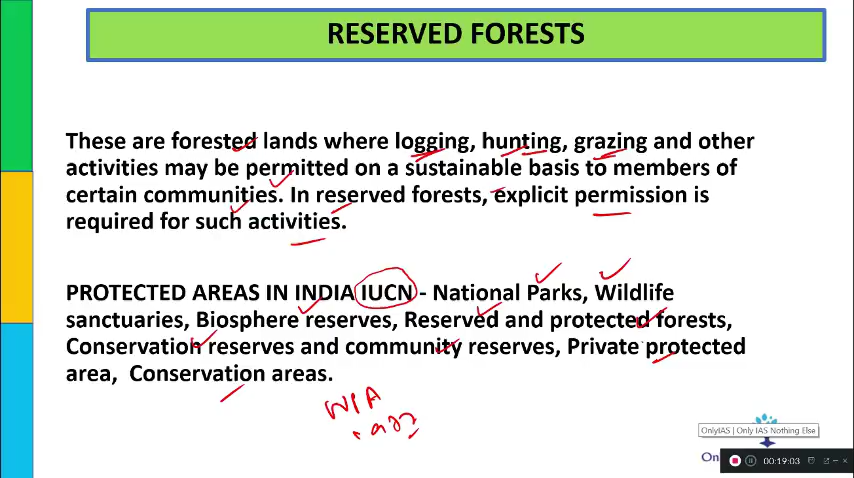 RESERVED FORESTS
These are forested lands where logging, hunting, grazing and other
activities may be permitted on a sustainable basis to members of
certain communities. In reserved forests, explicit permission is
required for such activities.
PROTECTED AREAS IN INDIA IUCN - National Parks, Wildlife
sanctuaries, Biosphere reserves, Reserved and protected forests,
Conservation reserves and community reserves, Private protected
area, Conservation areas.
OnlyIAS | Only IAS Nothing Else
00:19:03